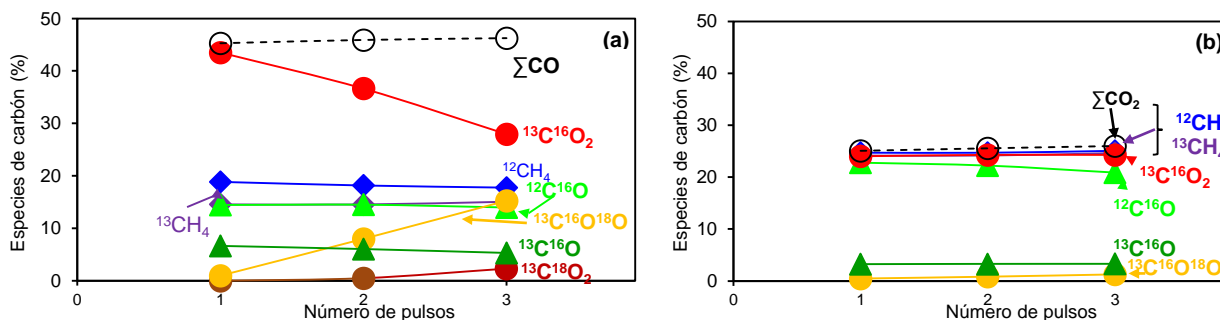 50
40
30
20
10
0
Especies de carbón (%)
0
1
2
3
Número de pulsos
(a)
∑CO
¹³C¹⁶O₂
¹²CH₄
¹²C¹⁶O
¹³C¹⁶O¹⁸O
¹³CH₄
¹³C¹⁶O
¹³C¹⁸O₂
50
40
30
20
10
0
Especies de carbón (%)
0
1
2
3
Número de pulsos
(b)
∑CO₂
¹²CH
¹³CH₄
¹³C¹⁶O₂
¹²C¹⁶O
¹³C¹⁶O
¹³C¹⁶O¹⁸O